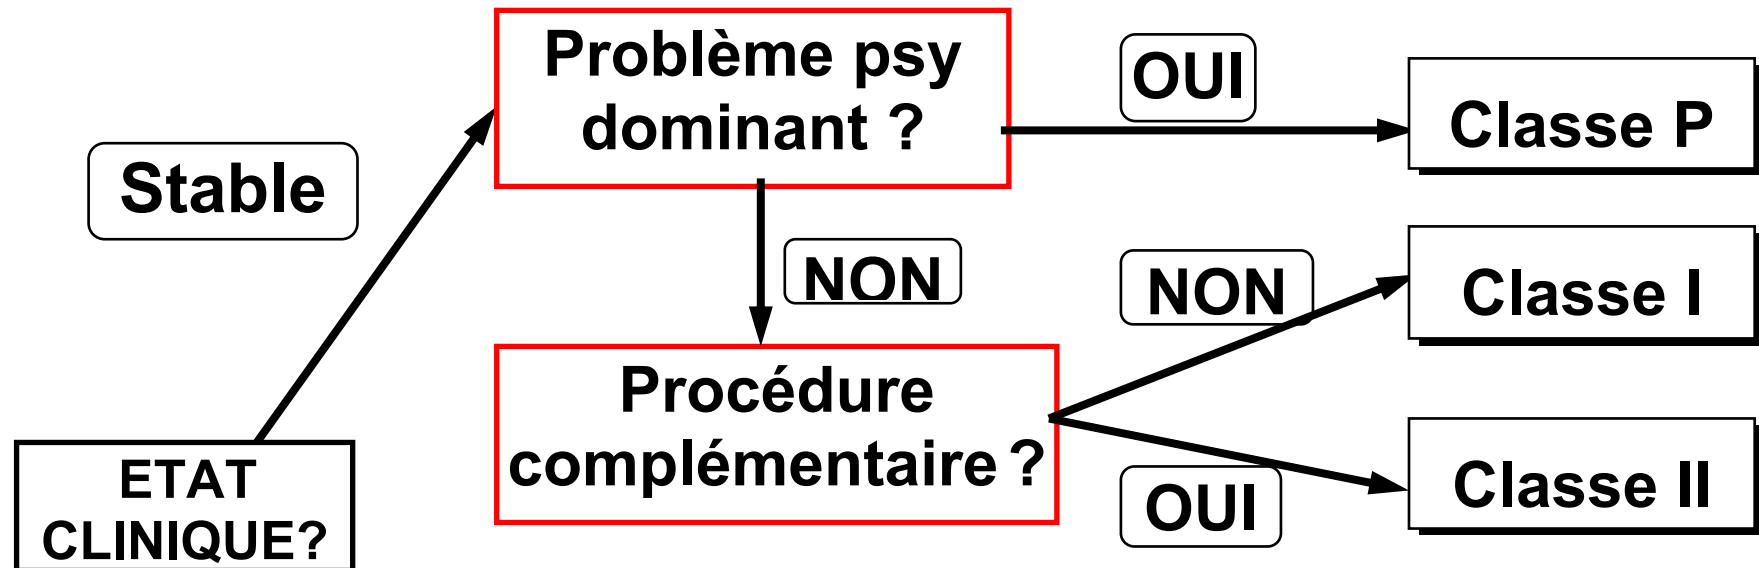 Problème psy
dominant ?
OUI
Classe P
Stable
NON
NON
Classe I
Procédure
complémentaire ?
OUI
Classe II
ETAT
CLINIQUE?